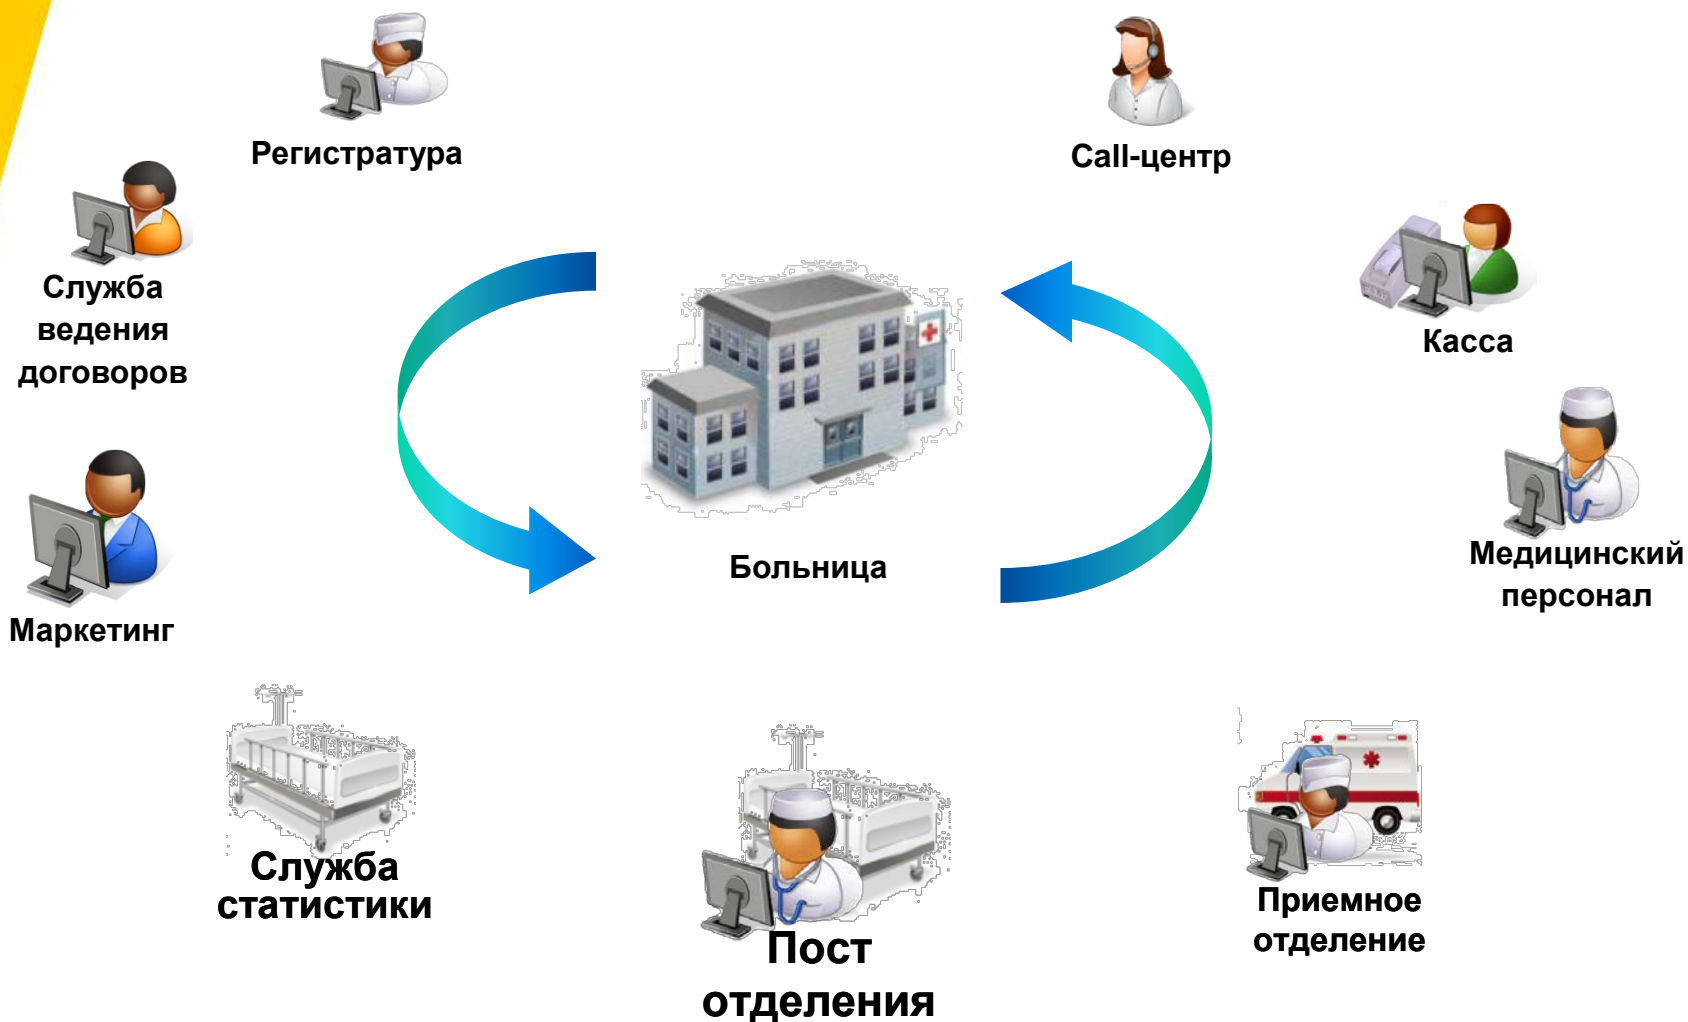 Регистратура
Call-центр
Служба
ведения
договоров
Касса
Больница
Медицинский
персонал
Маркетинг
Служба
статистики
Пост
отделения
Приемное
отделение